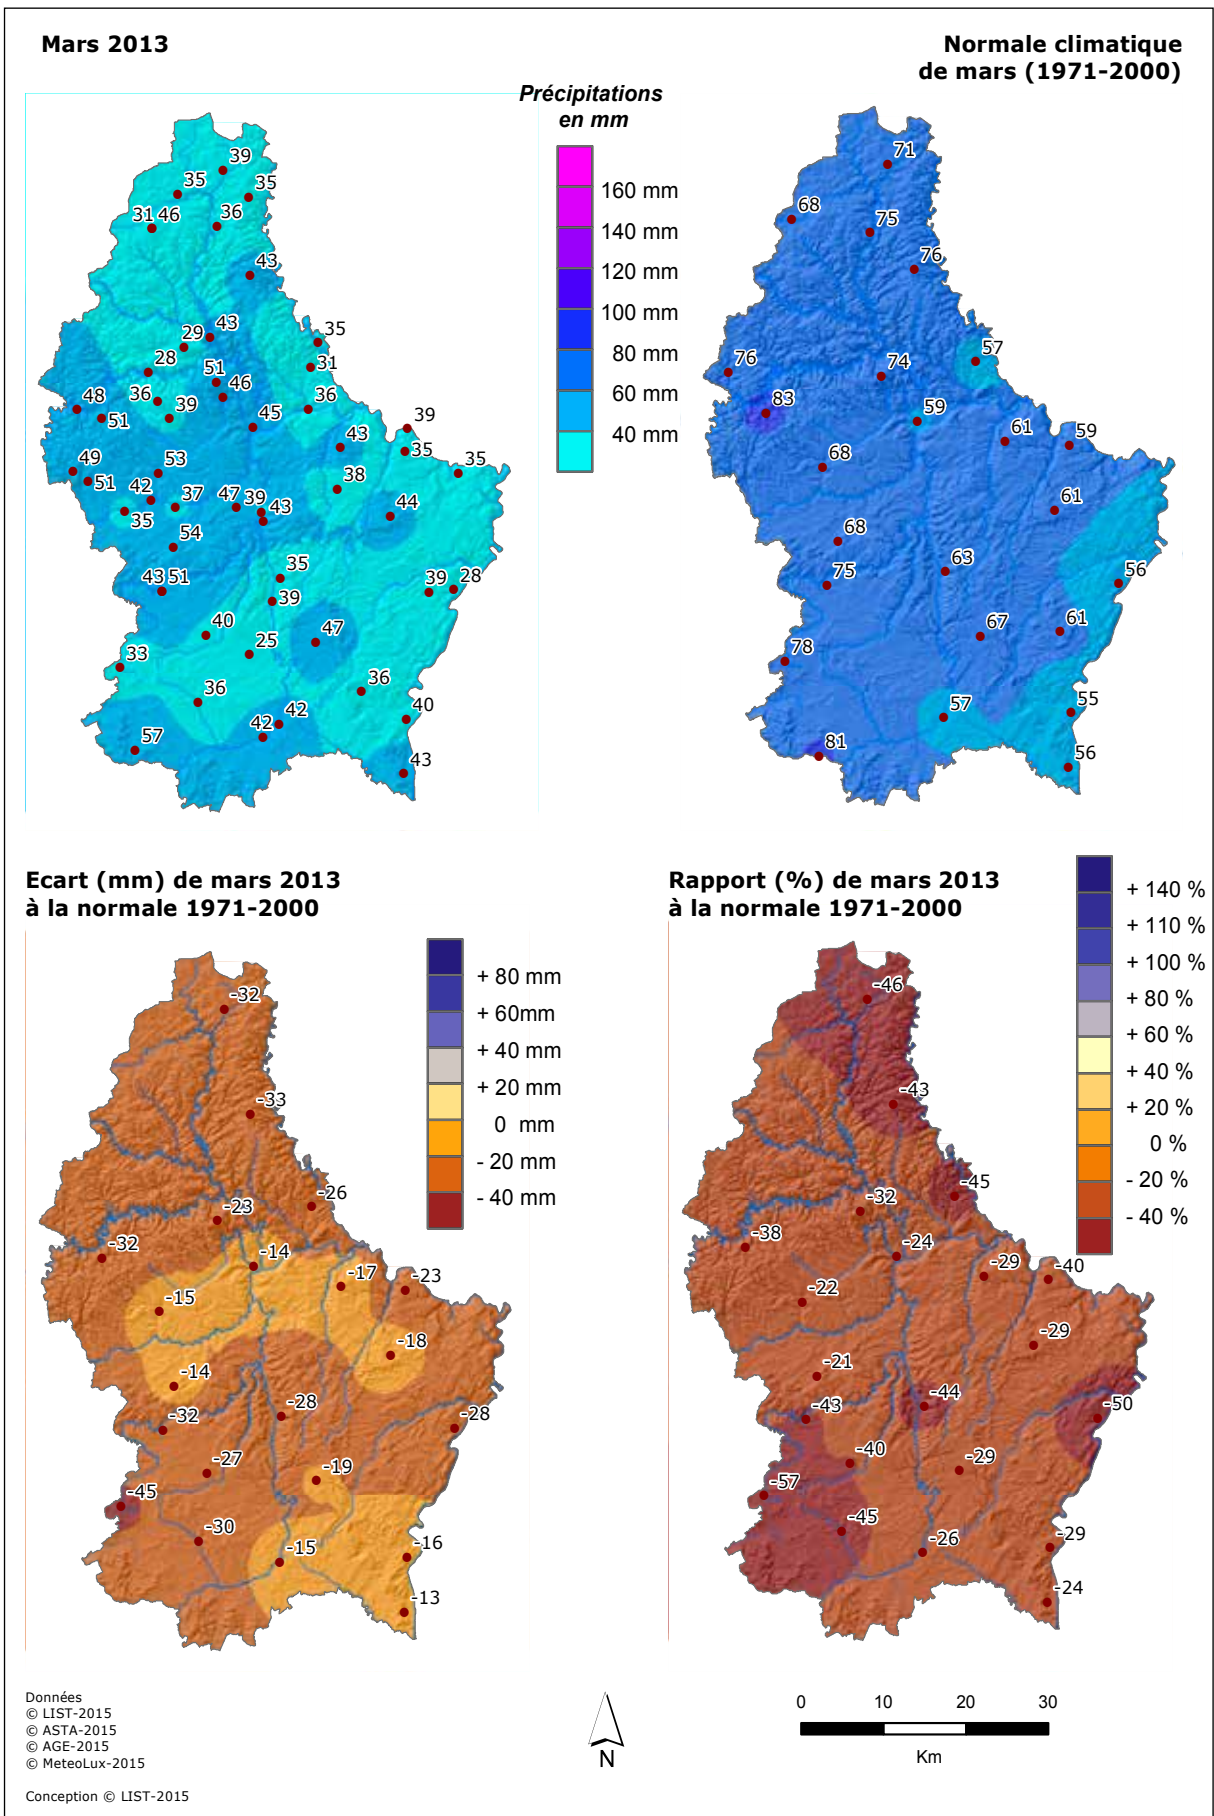 Mars 2013
Normale climatique
de mars (1971-2000)
Précipitations
en mm
160 mm
140 mm
120 mm
100 mm
80 mm
60 mm
40 mm
39
35
35
31 46
36
43
43
29
35
28
31
51
46
36
48
39
36
51
45
39
43
35
49
53
35
51
38
42
37
47 39
43
44
35
54
35
43 51
39
28
39
40
47
25
33
36
36
40
42
42
57
43
71
68
75
76
57
76
74
83
59
61
59
68
61
68
63
56
75
67
61
78
57
55
81
56
Ecart (mm) de mars 2013
à la normale 1971-2000
+ 80 mm
+ 60mm
+ 40 mm
+ 20 mm
0 mm
- 20 mm
- 40 mm
-32
-33
-26
-23
-32
-14
-17
-23
-15
-18
-14
-28
-32
-28
-27
-19
-45
-30
-15
-16
-13
Rapport (%) de mars 2013
à la normale 1971-2000
+ 140 %
+ 110 %
+ 100 %
+ 80 %
+ 60 %
+ 40 %
+ 20 %
0 %
- 20 %
- 40 %
-46
-43
-45
-32
-38
-24
-29
-40
-22
-29
-21
-44
-43
-50
-40
-29
-57
-45
-26
-29
-24
Données
© LIST-2015
© ASTA-2015
© AGE-2015
© MeteoLux-2015
Conception © LIST-2015
N
0 10 20 30
Km